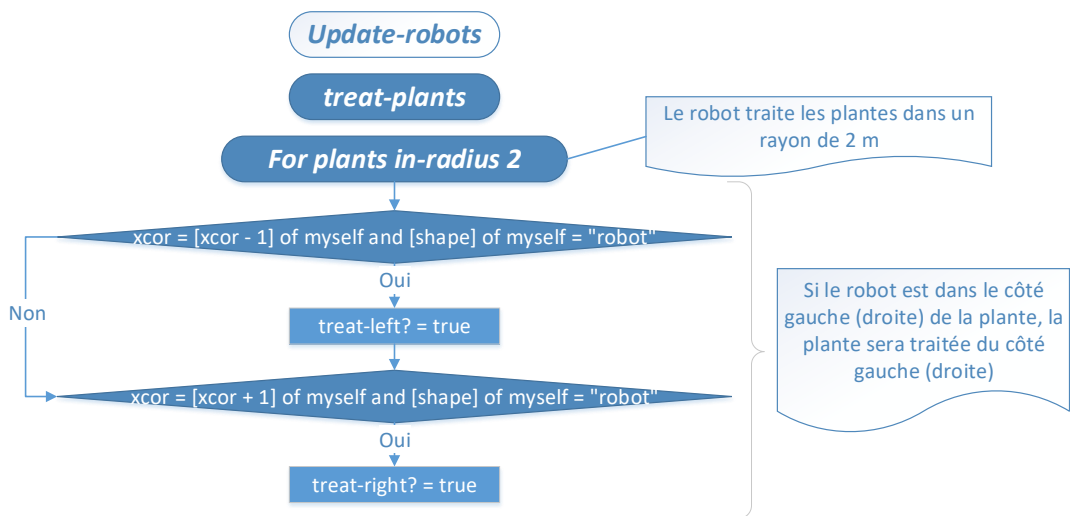 Update-robots
treat-plants
For plants in-radius 2
Le robot traite les plantes dans un
rayon de 2 m
xcor = [xcor - 1] of myself and [shape] of myself = "robot"
Oui
Non
treat-left? = true
Si le robot est dans le côté
gauche (droite) de la plante, la
plante sera traitée du côté
gauche (droite)
xcor = [xcor + 1] of myself and [shape] of myself = "robot"
Oui
treat-right? = true